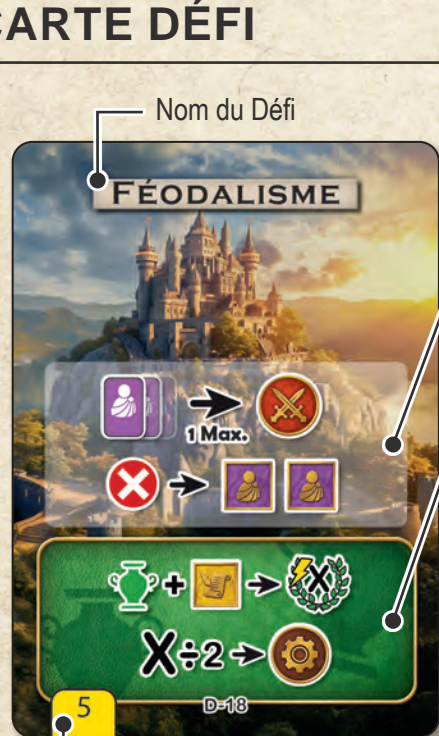 CARTE DÉFI
Nom du Défi
FÉODALISME
1 Max.
+
X
X÷2
5
D-18